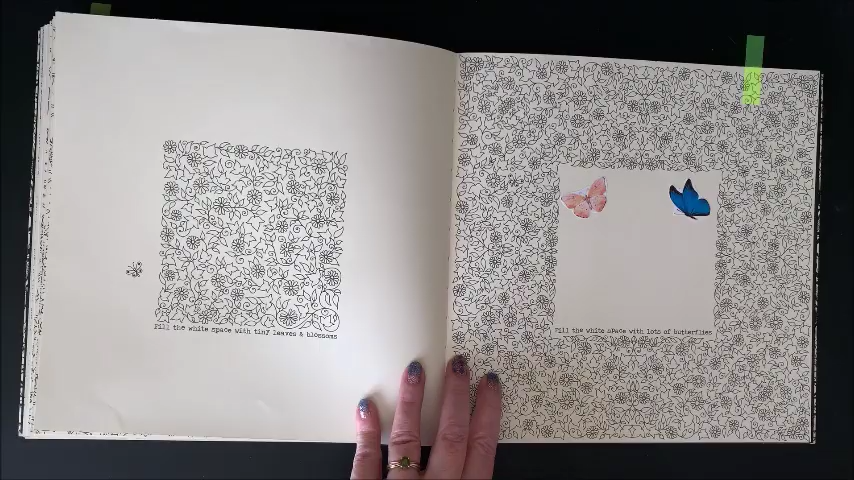 Fill the white space with tiny leaves & blossoms
Fill the white space with lots of butterflies